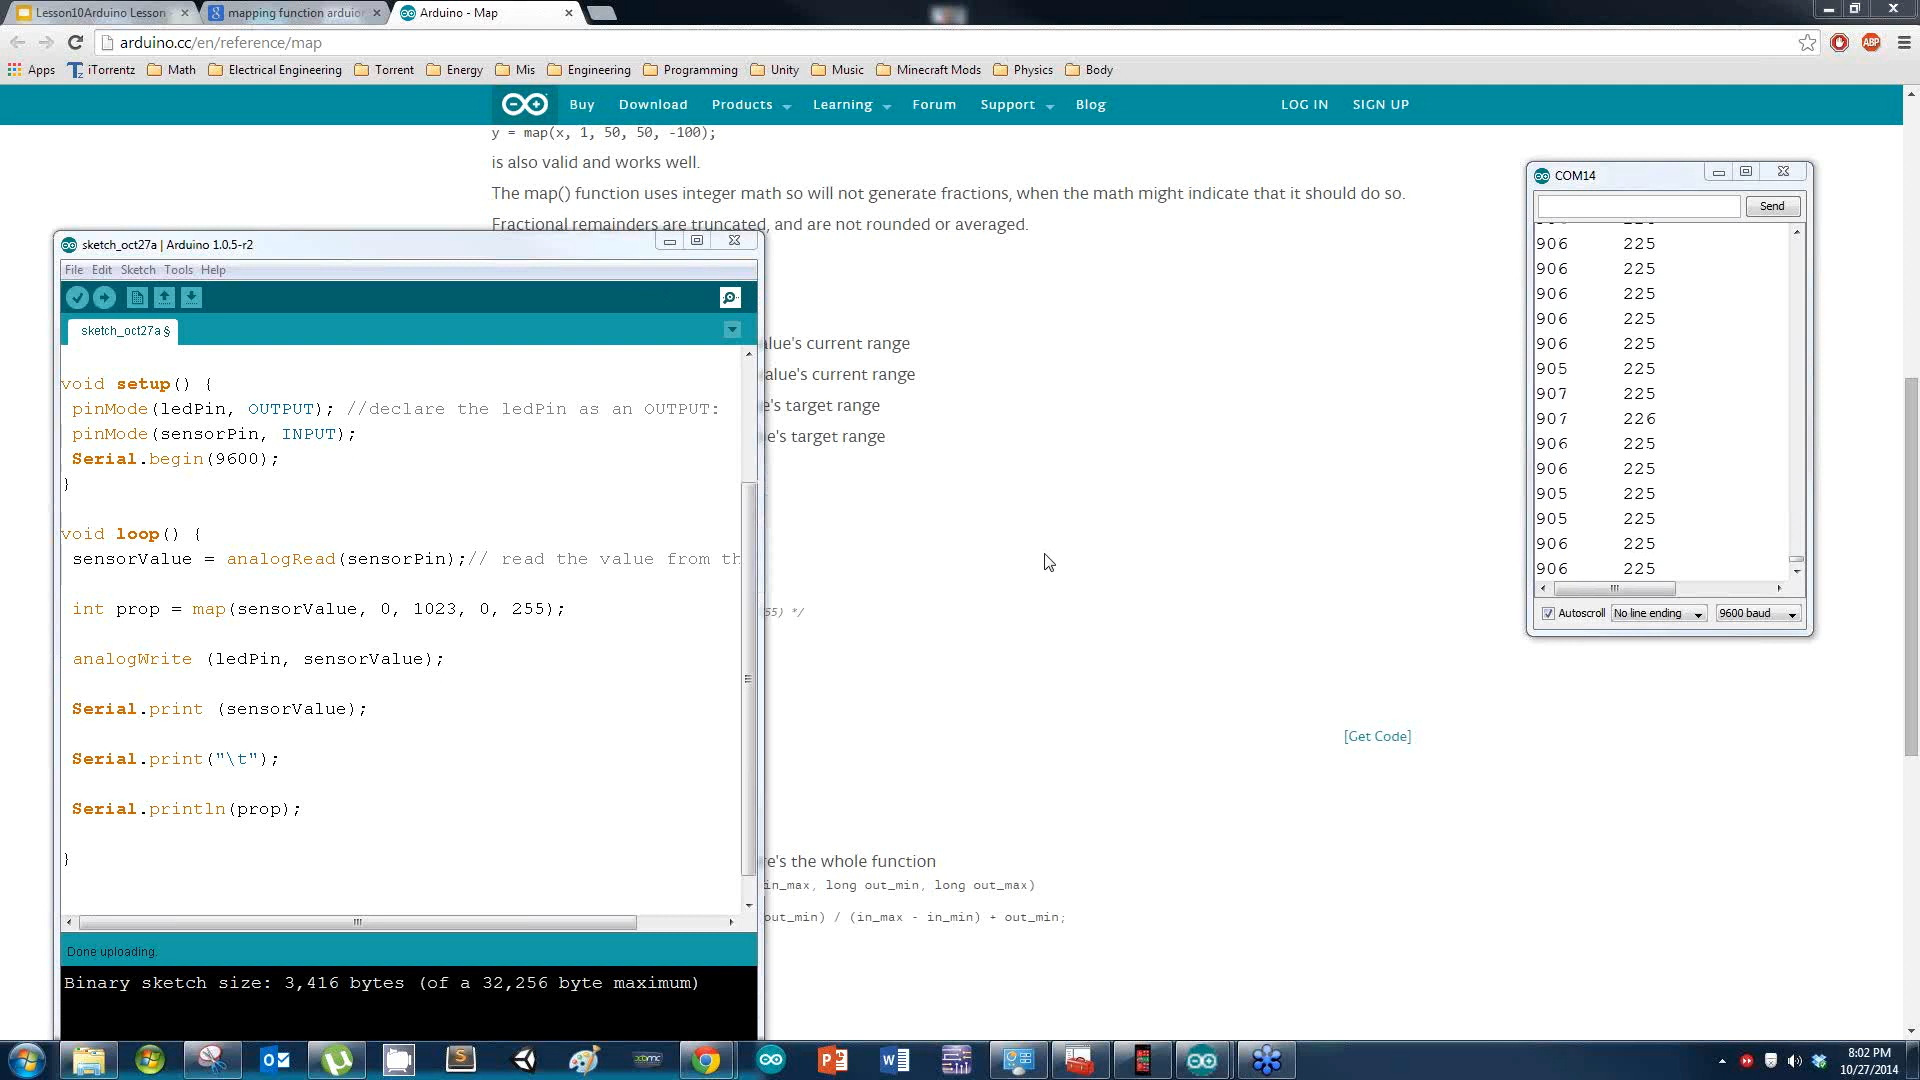 Lesson10Arduino Lesson
mapping function arduino
Arduino - Map
arduino.cc/en/reference/map
ABP
Apps iTorrentz Math Electrical Engineering Torrent Energy Mis Engineering Programming Unity Music Minecraft Mods Physics Body
Buy Download Products Learning Forum Support Blog LOG IN SIGN UP
y = map(x, 1, 50, 50, -100);
is also valid and works well.
The map() function uses integer math so will not generate fractions, when the math might indicate that it should do so.
Fractional remainders are truncated, and are not rounded or averaged.
alue's current range
alue's current range
e's target range
e's target range
55) */
[Get Code]
re's the whole function
in_max, long out_min, long out_max)
out_min) / (in_max - in_min) + out_min;
sketch_oct27a | Arduino 1.0.5-r2
File Edit Sketch Tools Help
sketch_oct27a §
void setup() {
pinMode(ledPin, OUTPUT); //declare the ledPin as an OUTPUT:
pinMode(sensorPin, INPUT);
Serial.begin(9600);
}
void loop() {
sensorValue = analogRead(sensorPin);// read the value from th
int prop = map(sensorValue, 0, 1023, 0, 255);
analogWrite (ledPin, sensorValue);
Serial.print (sensorValue);
Serial.print("\t");
Serial.println(prop);
}
Done uploading.
Binary sketch size: 3,416 bytes (of a 32,256 byte maximum)
COM14
Send
906 225
906 225
906 225
906 225
906 225
905 225
907 225
907 226
906 225
906 225
905 225
905 225
906 225
906 225
Autoscroll No line ending 9600 baud
8:02 PM
10/27/2014